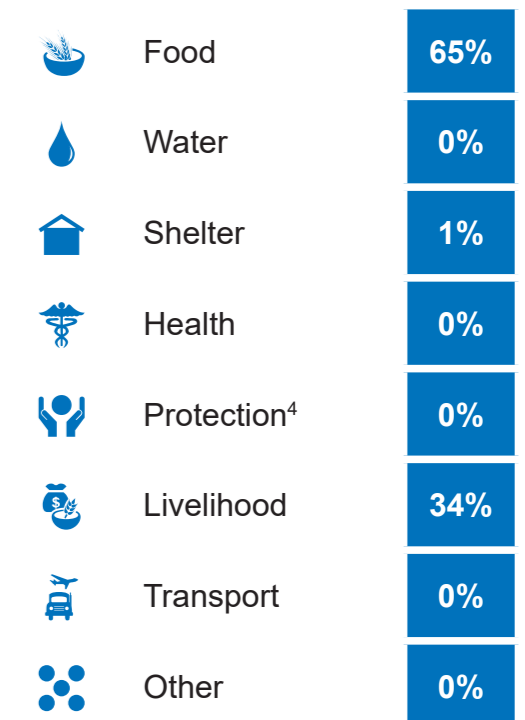 Food 65%
Water 0%
Shelter 1%
Health 0%
Protection⁴ 0%
$ Livelihood 34%
Transport 0%
Other 0%